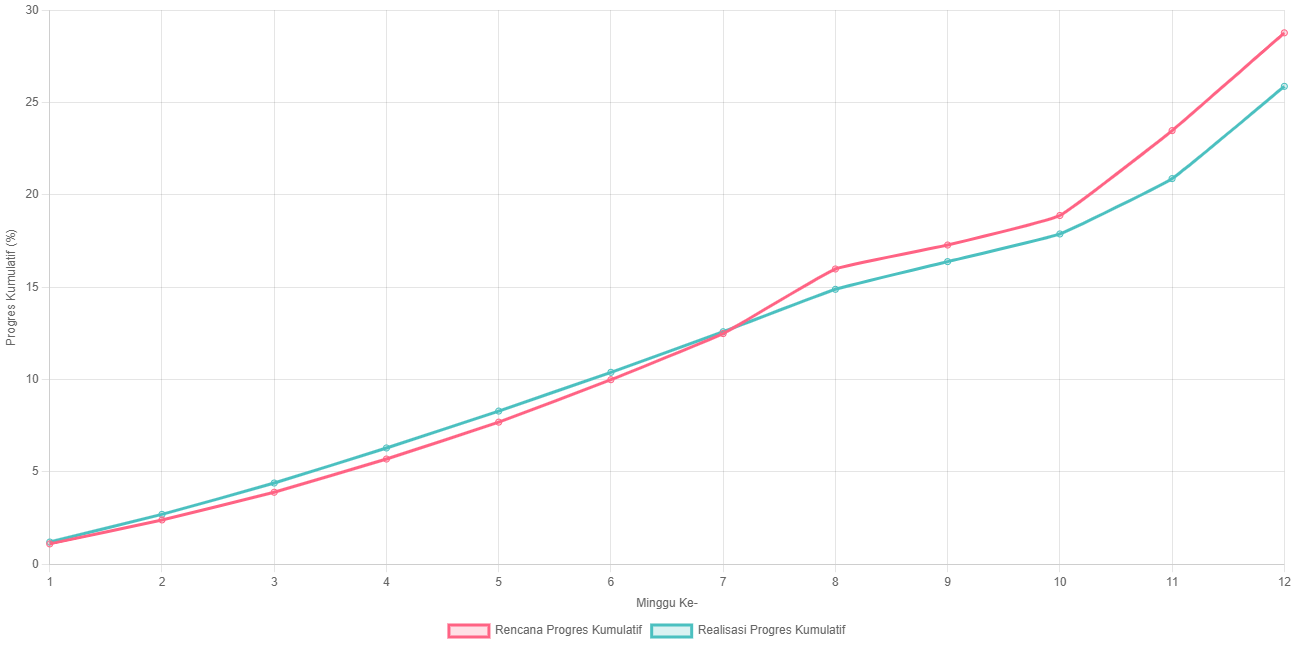 30
25
20
15
10
5
0
Progres Kumulatif (%)
1 2 3 4 5 6 7 8 9 10 11 12
Minggu Ke-
Rencana Progres Kumulatif Realisasi Progres Kumulatif